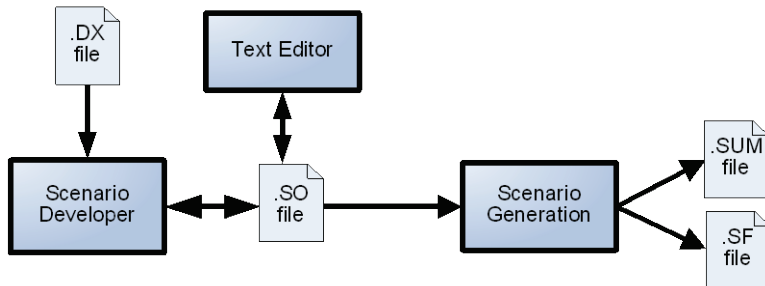 .DX
file
Text Editor
Scenario
Developer
.SO
file
Scenario
Generation
.SUM
file
.SF
file